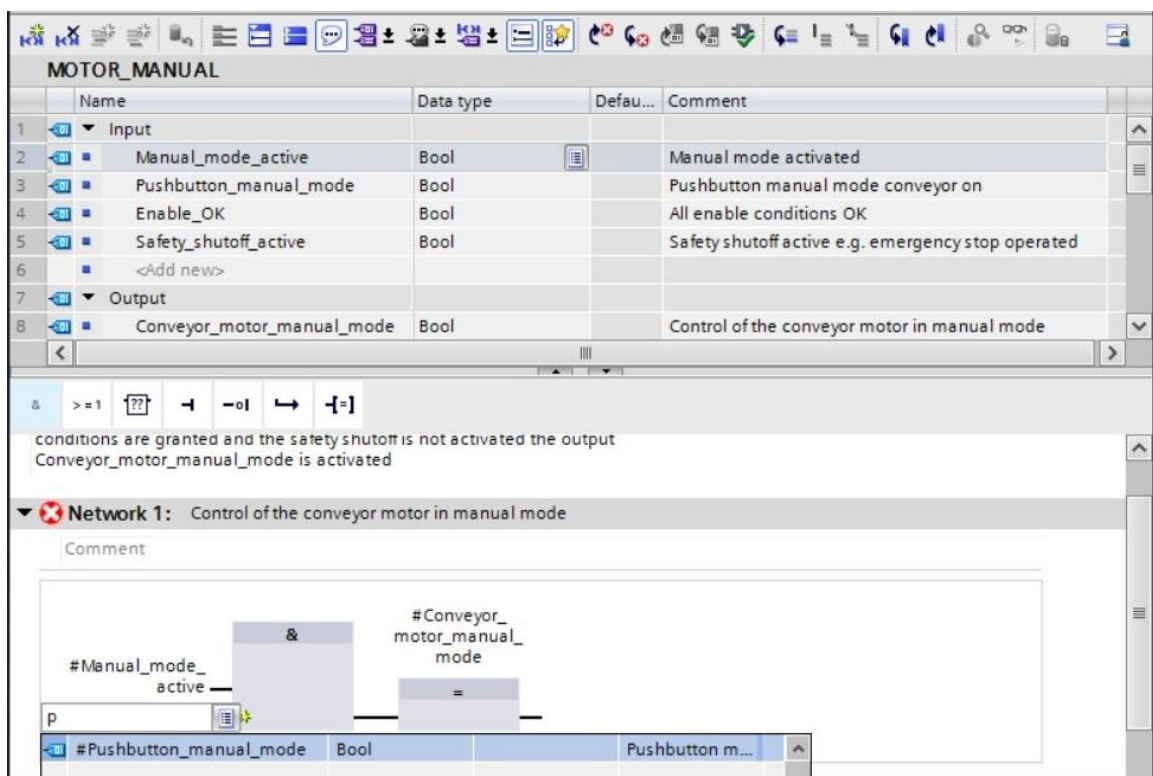 MOTOR_MANUAL
Name Data type Defau... Comment
1 Input
2 Manual_mode_active Bool Manual mode activated
3 Pushbutton_manual_mode Bool Pushbutton manual mode conveyor on
4 Enable_OK Bool All enable conditions OK
5 Safety_shutoff_active Bool Safety shutoff active e.g. emergency stop operated
6 <Add new>
7 Output
8 Conveyor_motor_manual_mode Bool Control of the conveyor motor in manual mode
& >=1 ?? -[=]
conditions are granted and the safety shutoff is not activated the output
Conveyor_motor_manual_mode is activated
Network 1: Control of the conveyor motor in manual mode
Comment
#Conveyor_
motor_manual_
mode
&
#Manual_mode_
active
=
p
#Pushbutton_manual_mode Bool Pushbutton m...